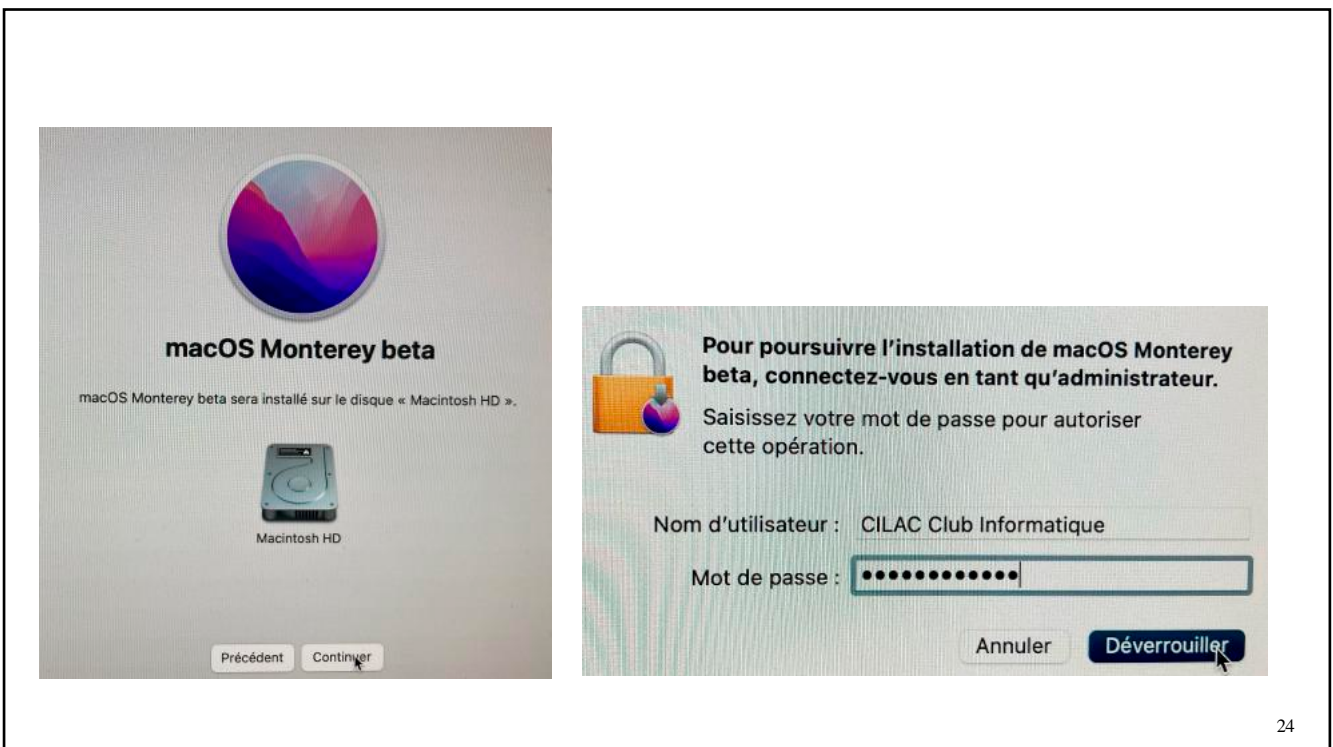 macOS Monterey beta
macOS Monterey beta sera installé sur le disque « Macintosh HD ».
Macintosh HD
Précédent
Continuer
Pour poursuivre l'installation de macOS Monterey
beta, connectez-vous en tant qu'administrateur.
Saisissez votre mot de passe pour autoriser
cette opération.
Nom d'utilisateur : CILAC Club Informatique
Mot de passe : ••••••••••••
Annuler
Déverrouiller
24